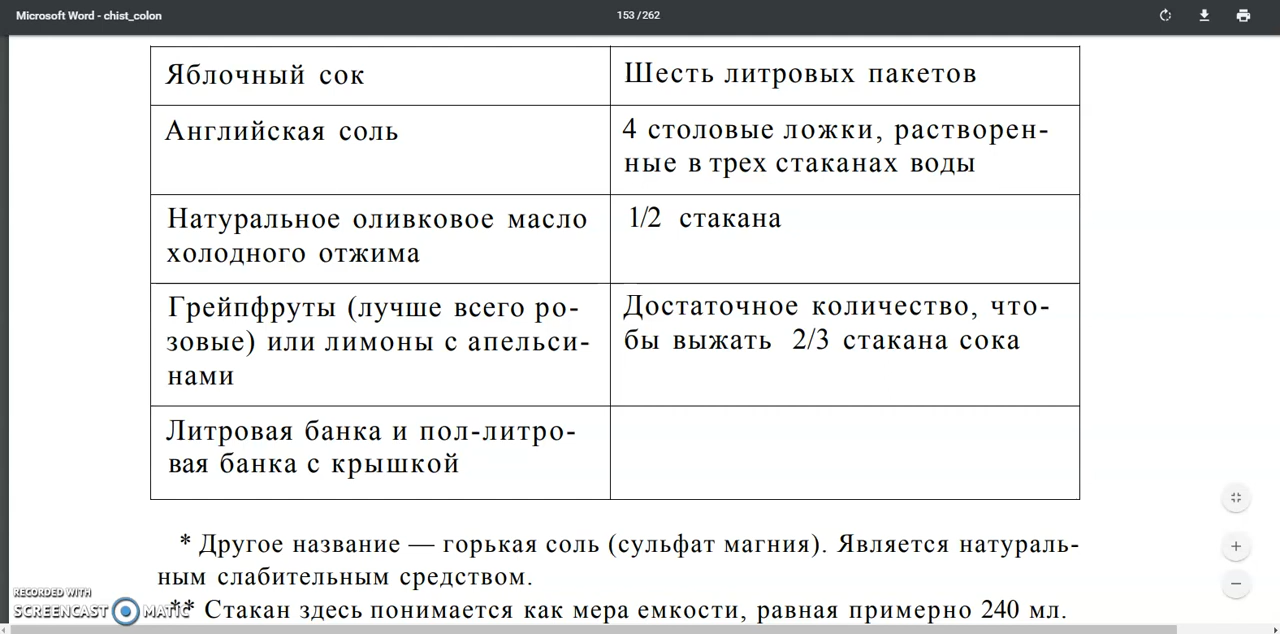 Microsoft Word - chist_colon
153 / 262
Яблочный сок
Шесть литровых пакетов
Английская соль
4 столовые ложки, растворен-
ные в трех стаканах воды
Натуральное оливковое масло
холодного отжима
1/2 стакана
Грейпфруты (лучше всего ро-
зовые) или лимоны с апельси-
нами
Достаточное количество, что-
бы выжать 2/3 стакана сока
Литровая банка и пол-литро-
вая банка с крышкой
* Другое название — горькая соль (сульфат магния). Является натураль-
ным слабительным средством.
** Стакан здесь понимается как мера емкости, равная примерно 240 мл.
RECORDED WITH
SCREENCAST MATIC